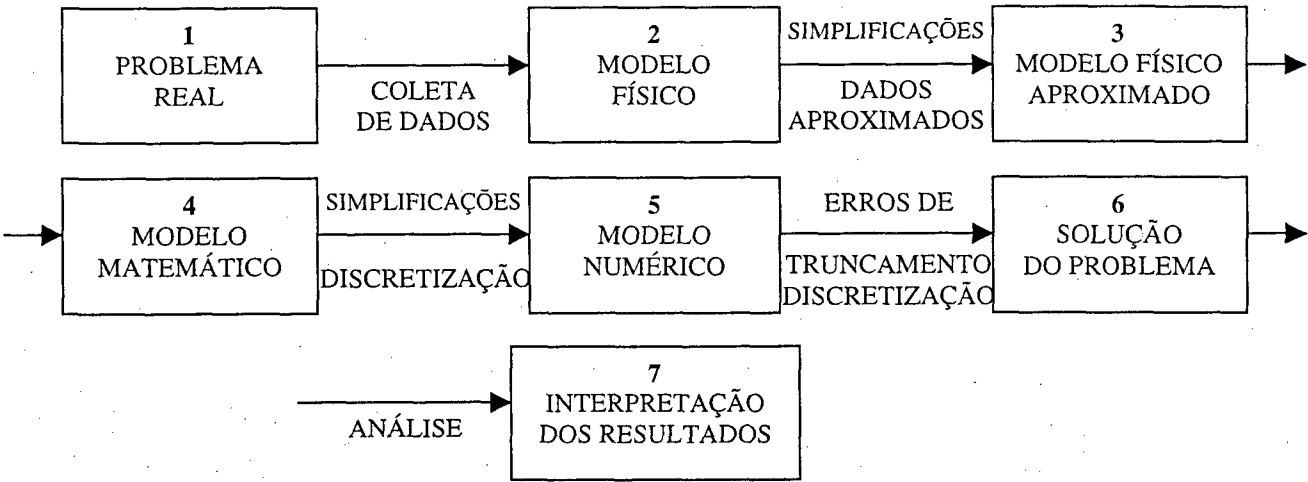 1
PROBLEMA
REAL
COLETA
DE DADOS
2
MODELO
FÍSICO
SIMPLIFICAÇÕES
DADOS
APROXIMADOS
3
MODELO FÍSICO
APROXIMADO
4
MODELO
MATEMÁTICO
SIMPLIFICAÇÕES
DISCRETIZAÇÃO
5
MODELO
NUMÉRICO
ERROS DE
TRUNCAMENTO
DISCRETIZAÇÃO
6
SOLUÇÃO
DO PROBLEMA
ANÁLISE
7
INTERPRETAÇÃO
DOS RESULTADOS